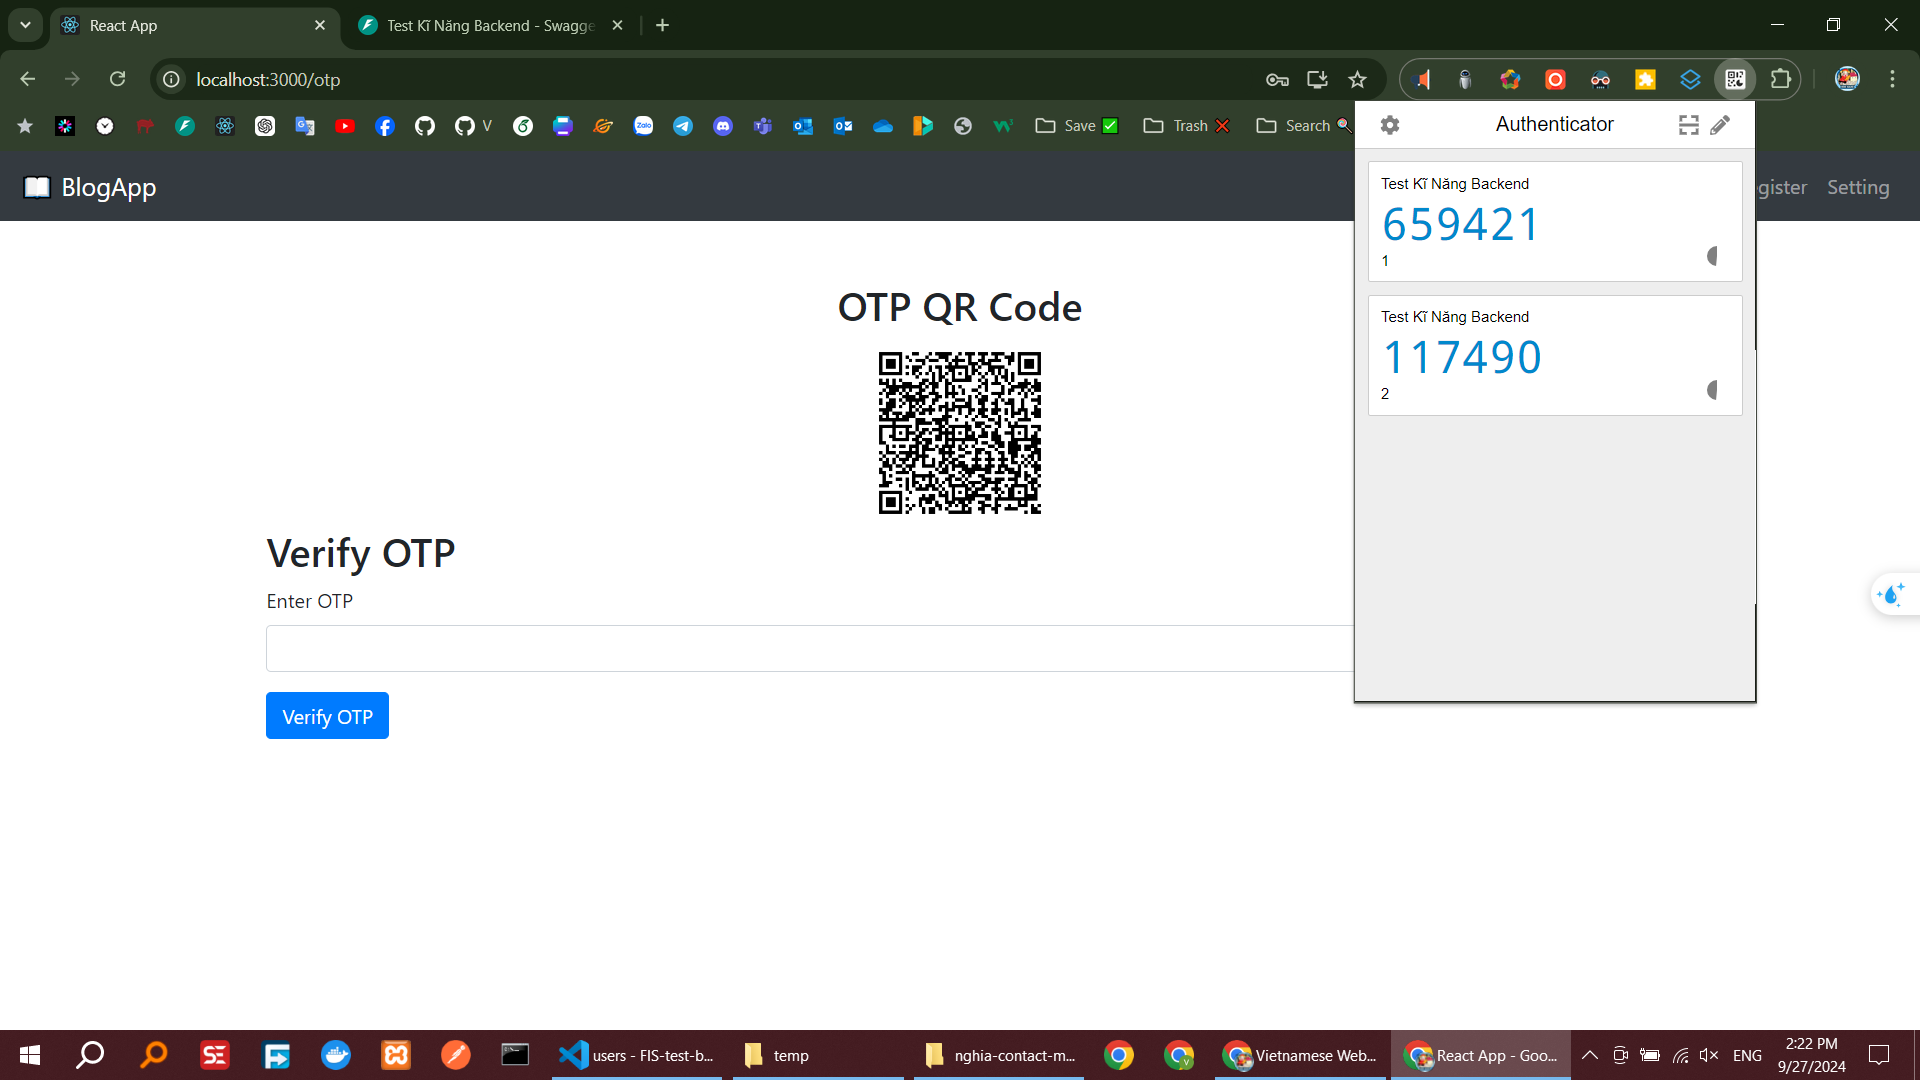 React App
Test Kĩ Năng Backend - Swagge
localhost:3000/otp
V
Zalo
Save
Trash
Search
Authenticator
BlogApp
gister
Setting
Test Kĩ Năng Backend
659421
1
OTP QR Code
Test Kĩ Năng Backend
117490
2
Verify OTP
Enter OTP
Verify OTP
SE
users - FIS-test-b...
temp
nghia-contact-m...
V
Vietnamese Web...
React App - Goo...
ENG
2:22 PM
9/27/2024